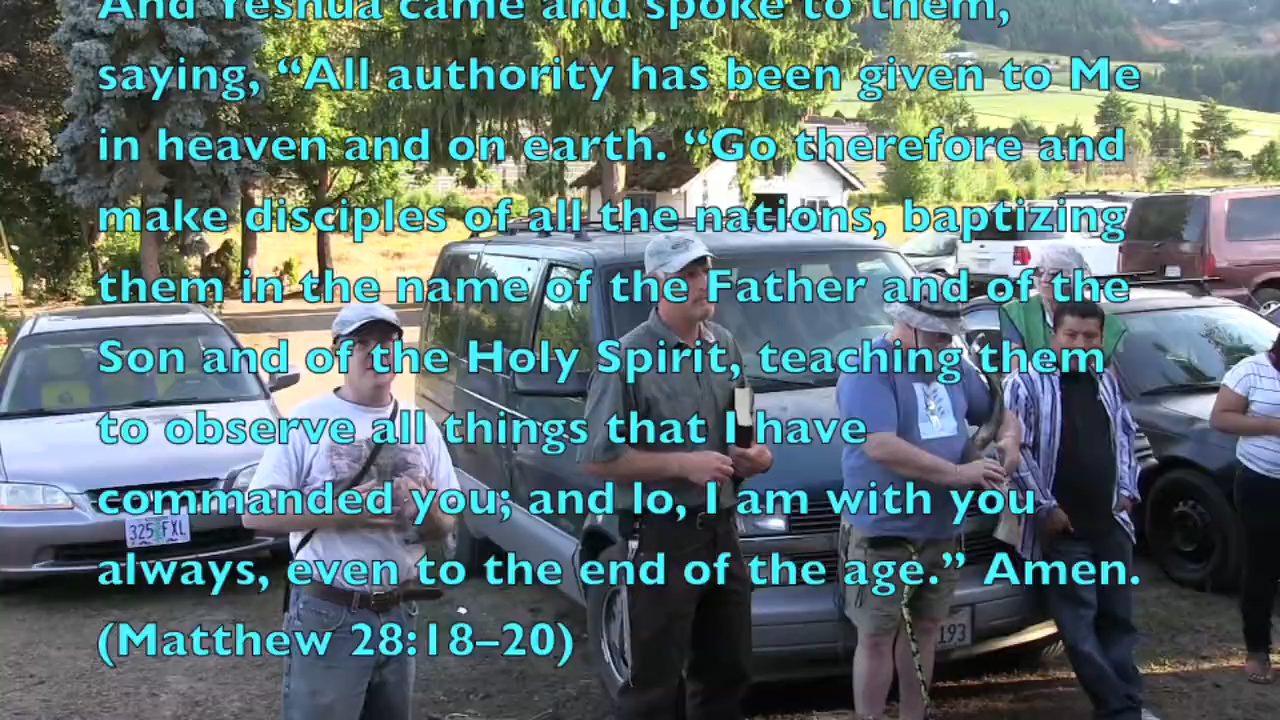 And Yeshua came and spoke to them,
saying, “All authority has been given to Me
in heaven and on earth. “Go therefore and
make disciples of all the nations, baptizing
them in the name of the Father and of the
Son and of the Holy Spirit, teaching them
to observe all things that I have
commanded you; and lo, I am with you
always, even to the end of the age.” Amen.
(Matthew 28:18–20)
325 FXL
193